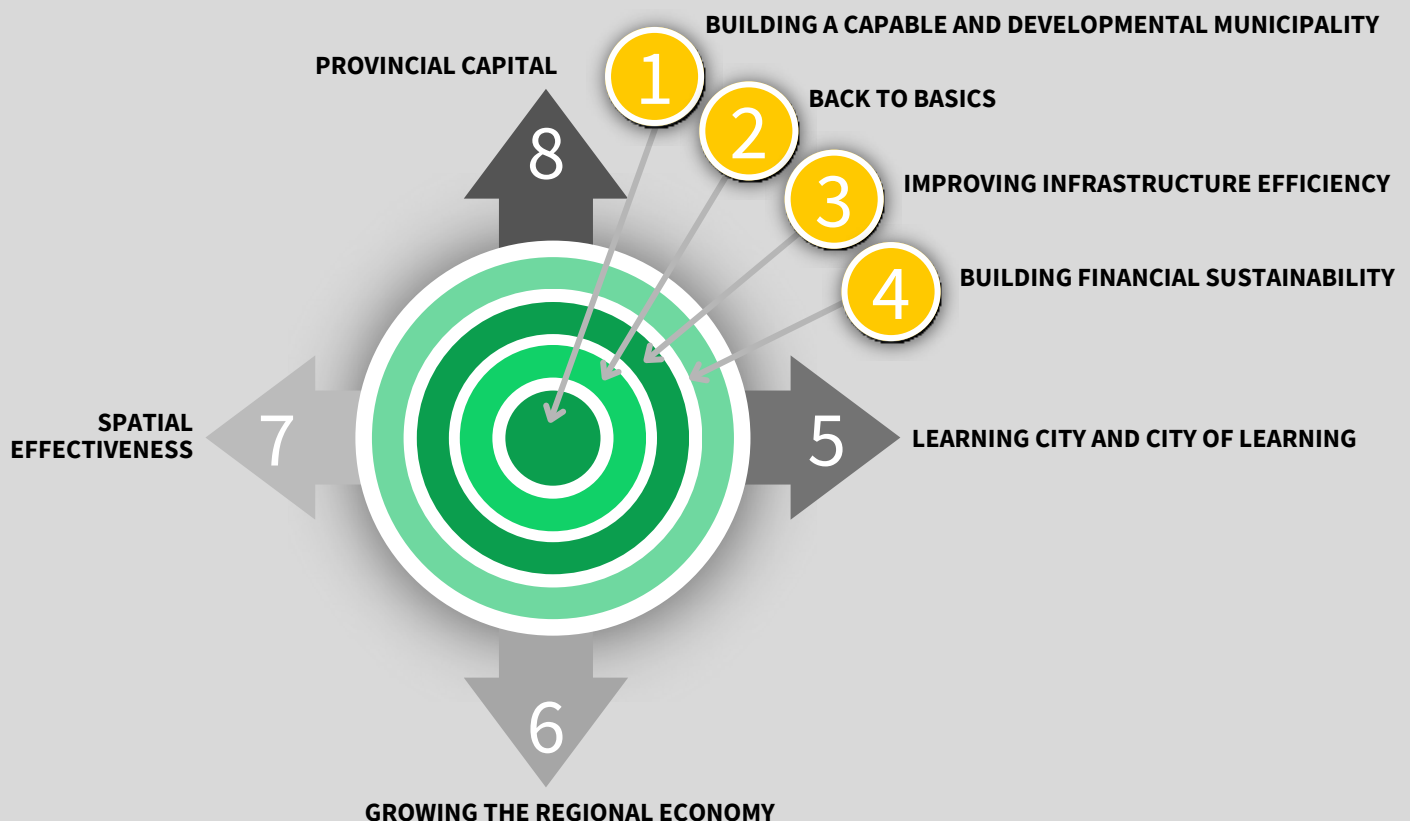 BUILDING A CAPABLE AND DEVELOPMENTAL MUNICIPALITY
1
PROVINCIAL CAPITAL
8
BACK TO BASICS
2
IMPROVING INFRASTRUCTURE EFFICIENCY
3
BUILDING FINANCIAL SUSTAINABILITY
4
SPATIAL
EFFECTIVENESS
7
5
LEARNING CITY AND CITY OF LEARNING
6
GROWING THE REGIONAL ECONOMY